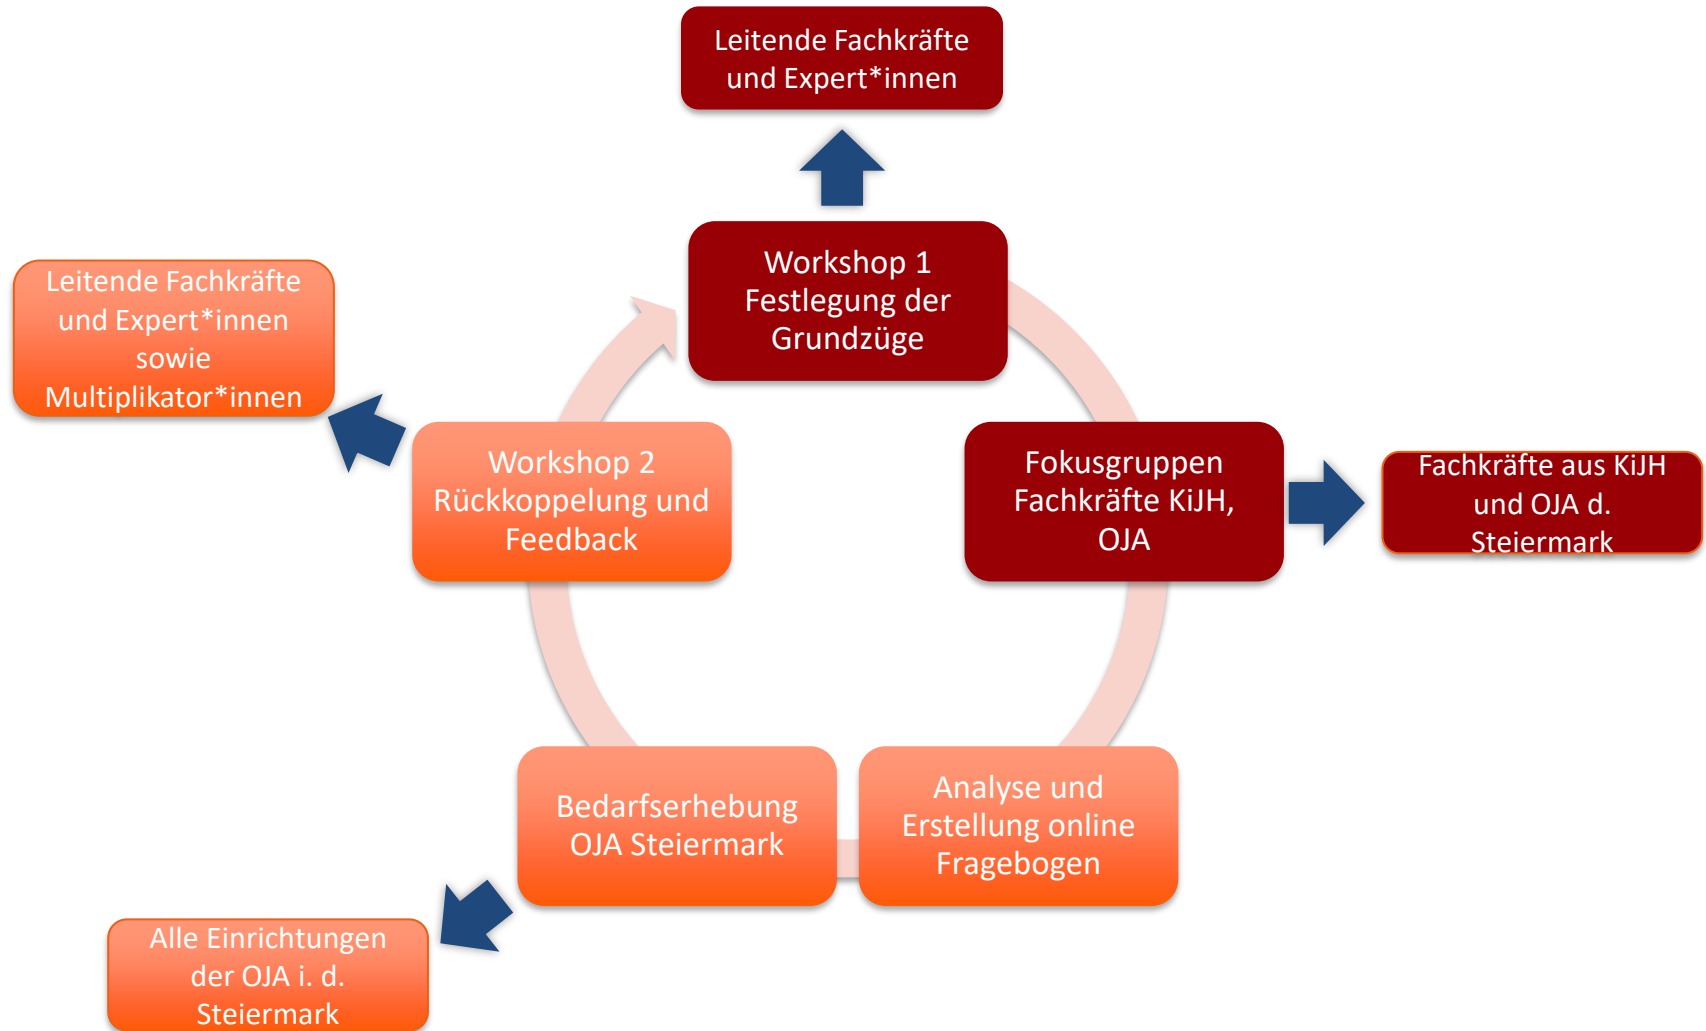 Leitende Fachkräfte
und Expert*innen
Workshop 1
Festlegung der
Grundzüge
Leitende Fachkräfte
und Expert*innen
sowie
Multiplikator*innen
Workshop 2
Rückkoppelung und
Feedback
Fokusgruppen
Fachkräfte KiJH,
OJA
Fachkräfte aus KiJH
und OJA d.
Steiermark
Bedarfserhebung
OJA Steiermark
Analyse und
Erstellung online
Fragebogen
Alle Einrichtungen
der OJA i. d.
Steiermark